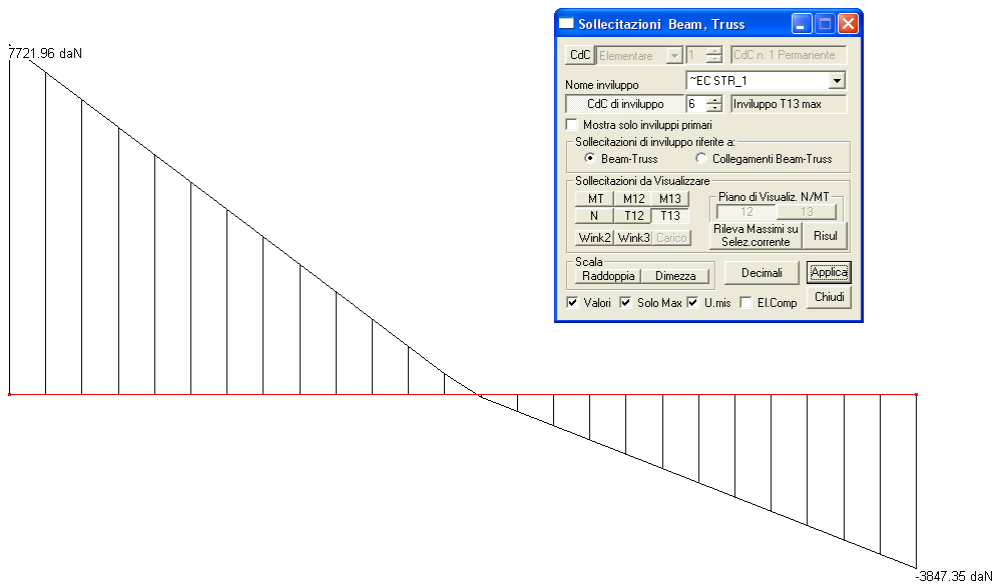 7721.96 daN
Sollecitazioni Beam, Truss
CdC Elementare 1 CdC n. 1 Permanente
Nome inviluppo ~EC STR_1
CdC di inviluppo 6 Inviluppo T13 max
Mostra solo inviluppi primari
Sollecitazioni di inviluppo riferite a:
Beam-Truss Collegamenti Beam-Truss
Sollecitazioni da Visualizzare
MT M12 M13 Piano di Visualiz. N/MT
N T12 T13 12 13
Rileva Massimi su
Wink2 Wink3 Carico Selez.corrente Risul
Scala
Raddoppia Dimezza Decimali Applica
Valori Solo Max U.mis El.Comp Chiudi
-3847.35 daN